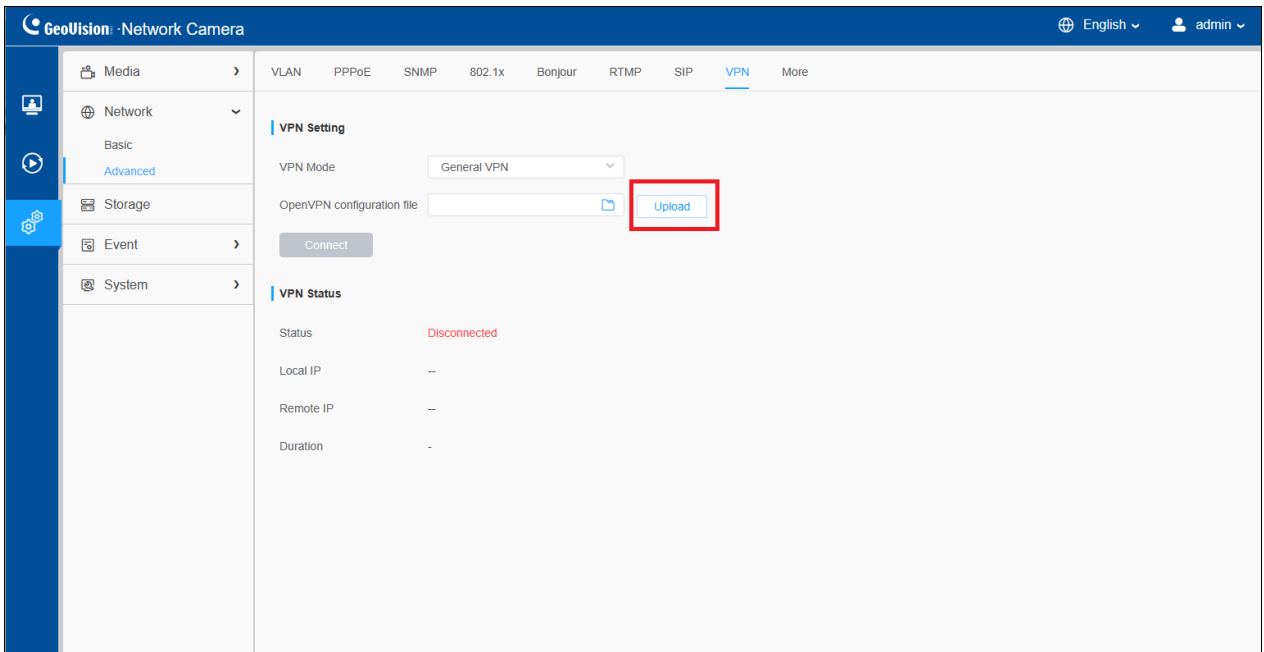 GeoVision Network Camera
English
admin
Media
Network
Basic
Advanced
Storage
Event
System
VLAN PPPoE SNMP 802.1x Bonjour RTMP SIP VPN More
VPN Setting
VPN Mode General VPN
OpenVPN configuration file Upload
Connect
VPN Status
Status Disconnected
Local IP --
Remote IP --
Duration -